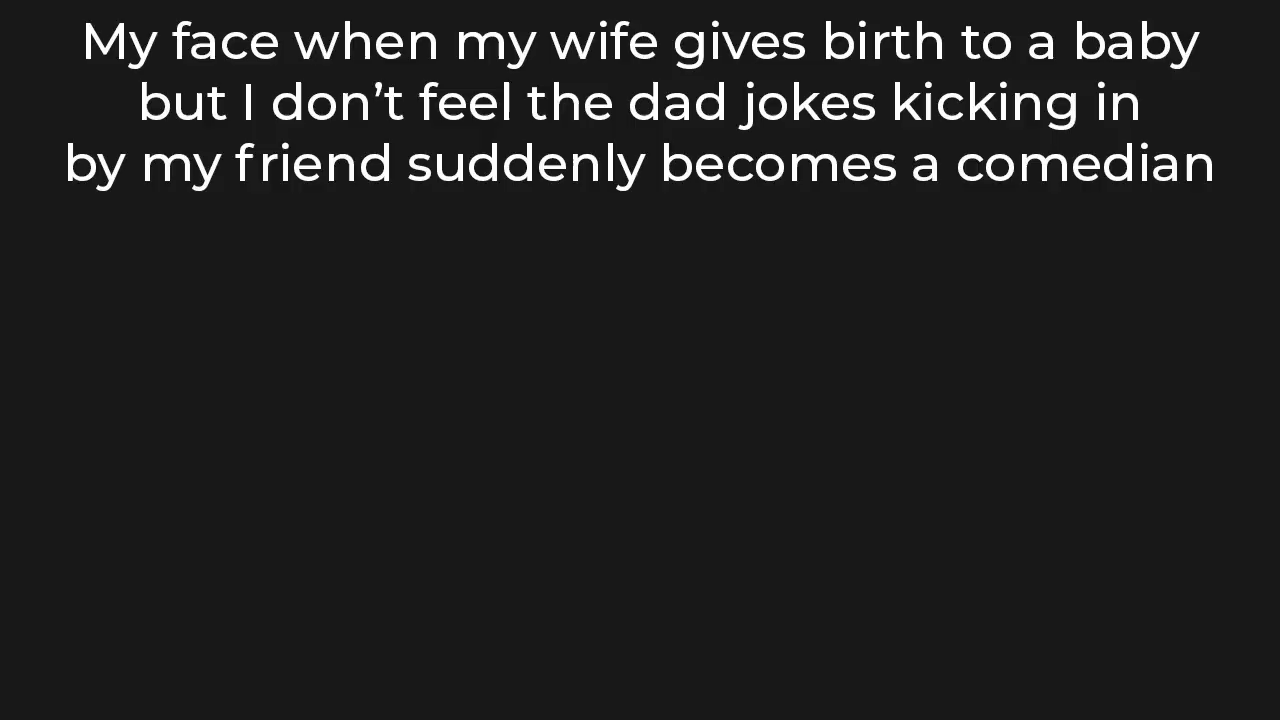 My face when my wife gives birth to a baby
but I don’t feel the dad jokes kicking in
by my friend suddenly becomes a comedian